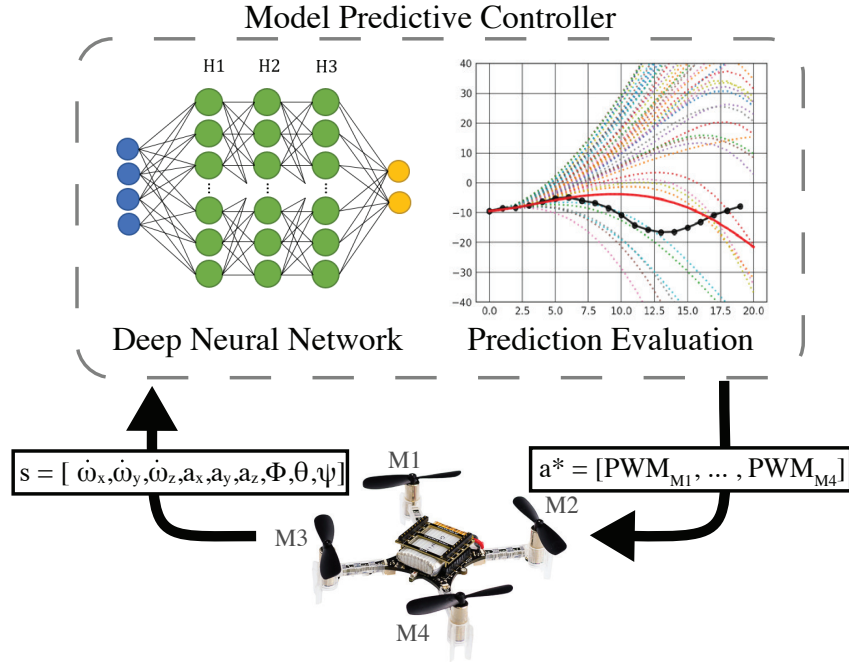 Model Predictive Controller
H1 H2 H3
...
...
...
40
30
20
10
0
−10
−20
−30
−40
0.0 2.5 5.0 7.5 10.0 12.5 15.0 17.5 20.0
Deep Neural Network
Prediction Evaluation
s = [ ω̇x,ω̇y,ω̇z,ax,ay,az,Φ,θ,ψ]
a* = [PWMM1, ... , PWMM4]
M1
M2
M3
M4